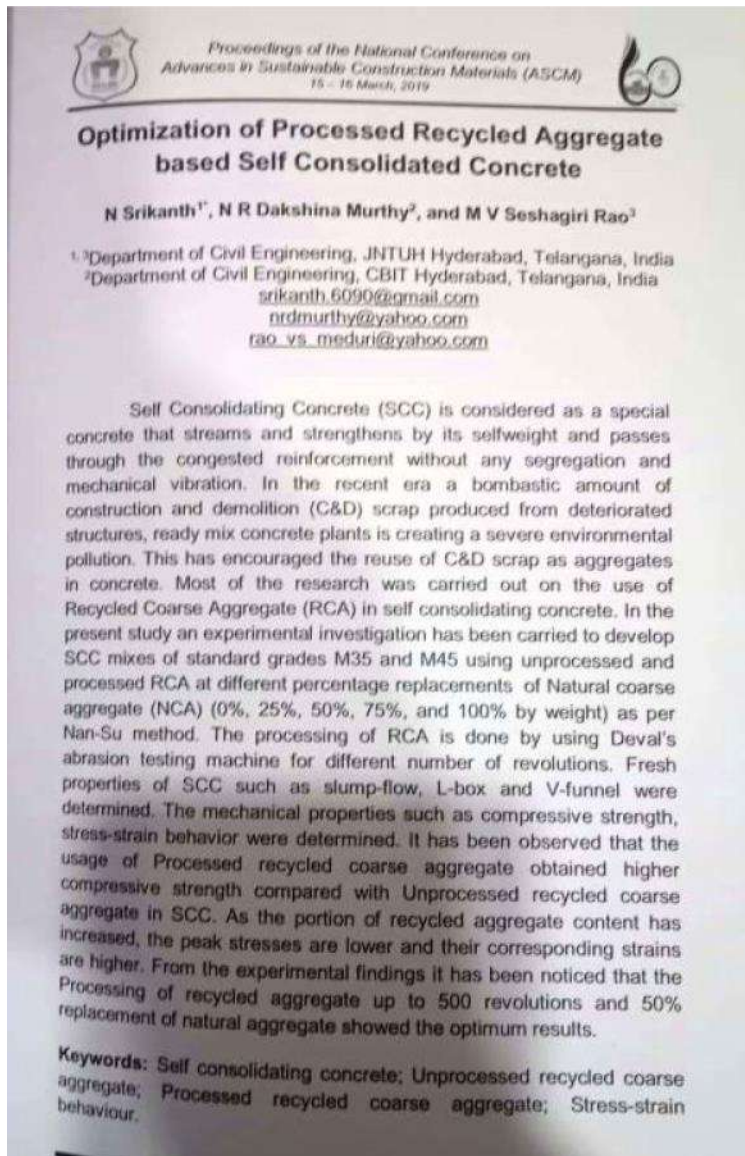 Proceedings of the National Conference on
Advances in Sustainable Construction Materials (ASCM)
15 – 16 March, 2019
Optimization of Processed Recycled Aggregate
based Self Consolidated Concrete
N Srikanth¹*, N R Dakshina Murthy², and M V Seshagiri Rao³
¹, ³Department of Civil Engineering, JNTUH Hyderabad, Telangana, India
²Department of Civil Engineering, CBIT Hyderabad, Telangana, India
srikanth.6090@gmail.com
nrdmurthy@yahoo.com
rao_vs_meduri@yahoo.com
Self Consolidating Concrete (SCC) is considered as a special
concrete that streams and strengthens by its selfweight and passes
through the congested reinforcement without any segregation and
mechanical vibration. In the recent era a bombastic amount of
construction and demolition (C&D) scrap produced from deteriorated
structures, ready mix concrete plants is creating a severe environmental
pollution. This has encouraged the reuse of C&D scrap as aggregates
in concrete. Most of the research was carried out on the use of
Recycled Coarse Aggregate (RCA) in self consolidating concrete. In the
present study an experimental investigation has been carried to develop
SCC mixes of standard grades M35 and M45 using unprocessed and
processed RCA at different percentage replacements of Natural coarse
aggregate (NCA) (0%, 25%, 50%, 75%, and 100% by weight) as per
Nan-Su method. The processing of RCA is done by using Deval's
abrasion testing machine for different number of revolutions. Fresh
properties of SCC such as slump-flow, L-box and V-funnel were
determined. The mechanical properties such as compressive strength,
stress-strain behavior were determined. It has been observed that the
usage of Processed recycled coarse aggregate obtained higher
compressive strength compared with Unprocessed recycled coarse
aggregate in SCC. As the portion of recycled aggregate content has
increased, the peak stresses are lower and their corresponding strains
are higher. From the experimental findings it has been noticed that the
Processing of recycled aggregate up to 500 revolutions and 50%
replacement of natural aggregate showed the optimum results.
Keywords: Self consolidating concrete; Unprocessed recycled coarse
aggregate; Processed recycled coarse aggregate; Stress-strain
behaviour.